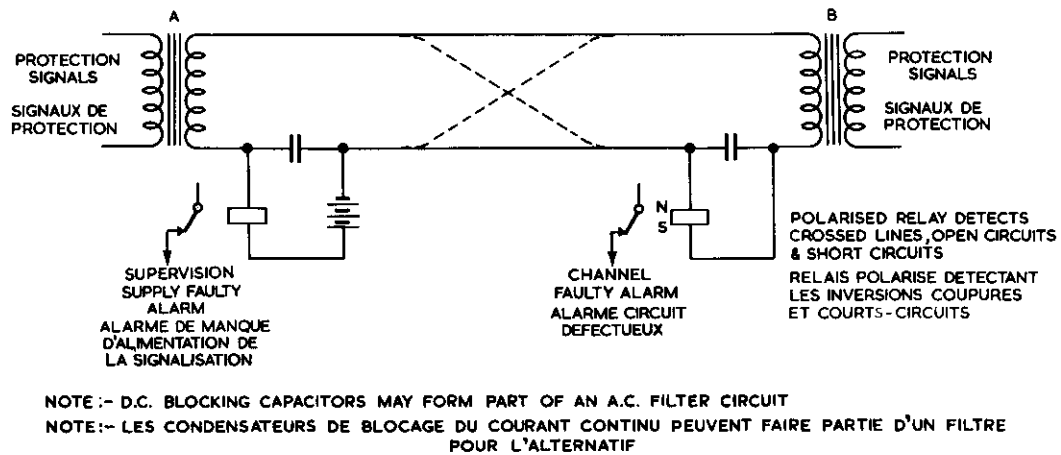 A
B
PROTECTION
SIGNALS
SIGNAUX DE
PROTECTION
PROTECTION
SIGNALS
SIGNAUX DE
PROTECTION
SUPERVISION
SUPPLY FAULTY
ALARM
ALARME DE MANQUE
D'ALIMENTATION DE
LA SIGNALISATION
CHANNEL
FAULTY ALARM
ALARME CIRCUIT
DEFECTUEUX
N
S
POLARISED RELAY DETECTS
CROSSED LINES, OPEN CIRCUITS
& SHORT CIRCUITS
RELAIS POLARISE DETECTANT
LES INVERSIONS COUPURES
ET COURTS-CIRCUITS
NOTE:- D.C. BLOCKING CAPACITORS MAY FORM PART OF AN A.C. FILTER CIRCUIT
NOTE:- LES CONDENSATEURS DE BLOCAGE DU COURANT CONTINU PEUVENT FAIRE PARTIE D'UN FILTRE
POUR L'ALTERNATIF